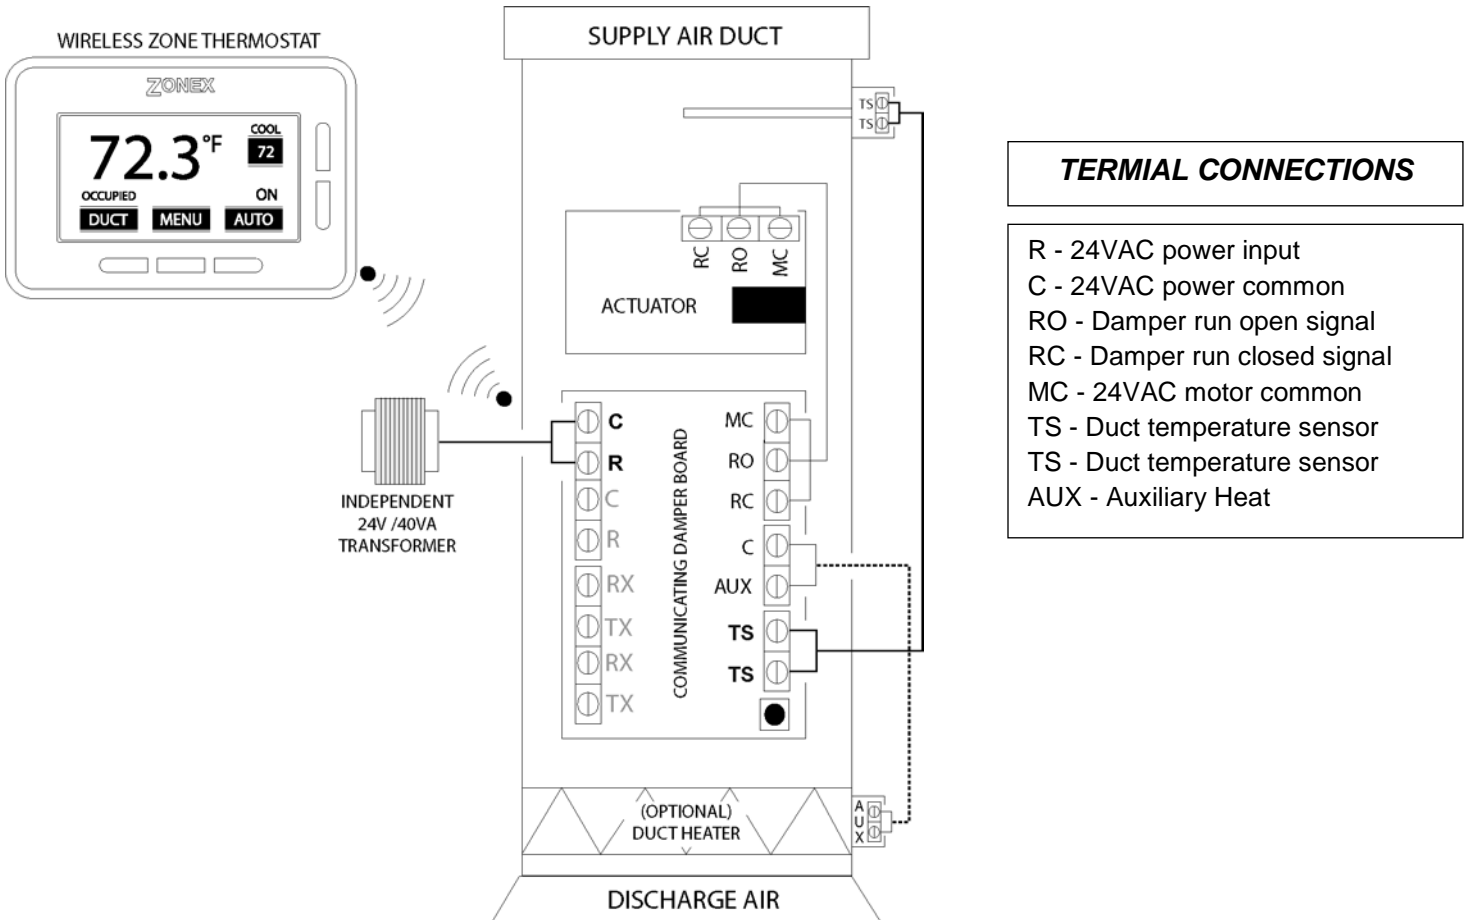 WIRELESS ZONE THERMOSTAT
ZONEX
72.3°F
COOL
72
OCCUPIED
ON
DUCT MENU AUTO
SUPPLY AIR DUCT
TS
TS
RC RO MC
ACTUATOR
INDEPENDENT
24V /40VA
TRANSFORMER
C
R
C
R
RX
TX
RX
TX
COMMUNICATING DAMPER BOARD
MC
RO
RC
C
AUX
TS
TS
(OPTIONAL)
DUCT HEATER
AUX
DISCHARGE AIR
TERMIAL CONNECTIONS
R - 24VAC power input
C - 24VAC power common
RO - Damper run open signal
RC - Damper run closed signal
MC - 24VAC motor common
TS - Duct temperature sensor
TS - Duct temperature sensor
AUX - Auxiliary Heat